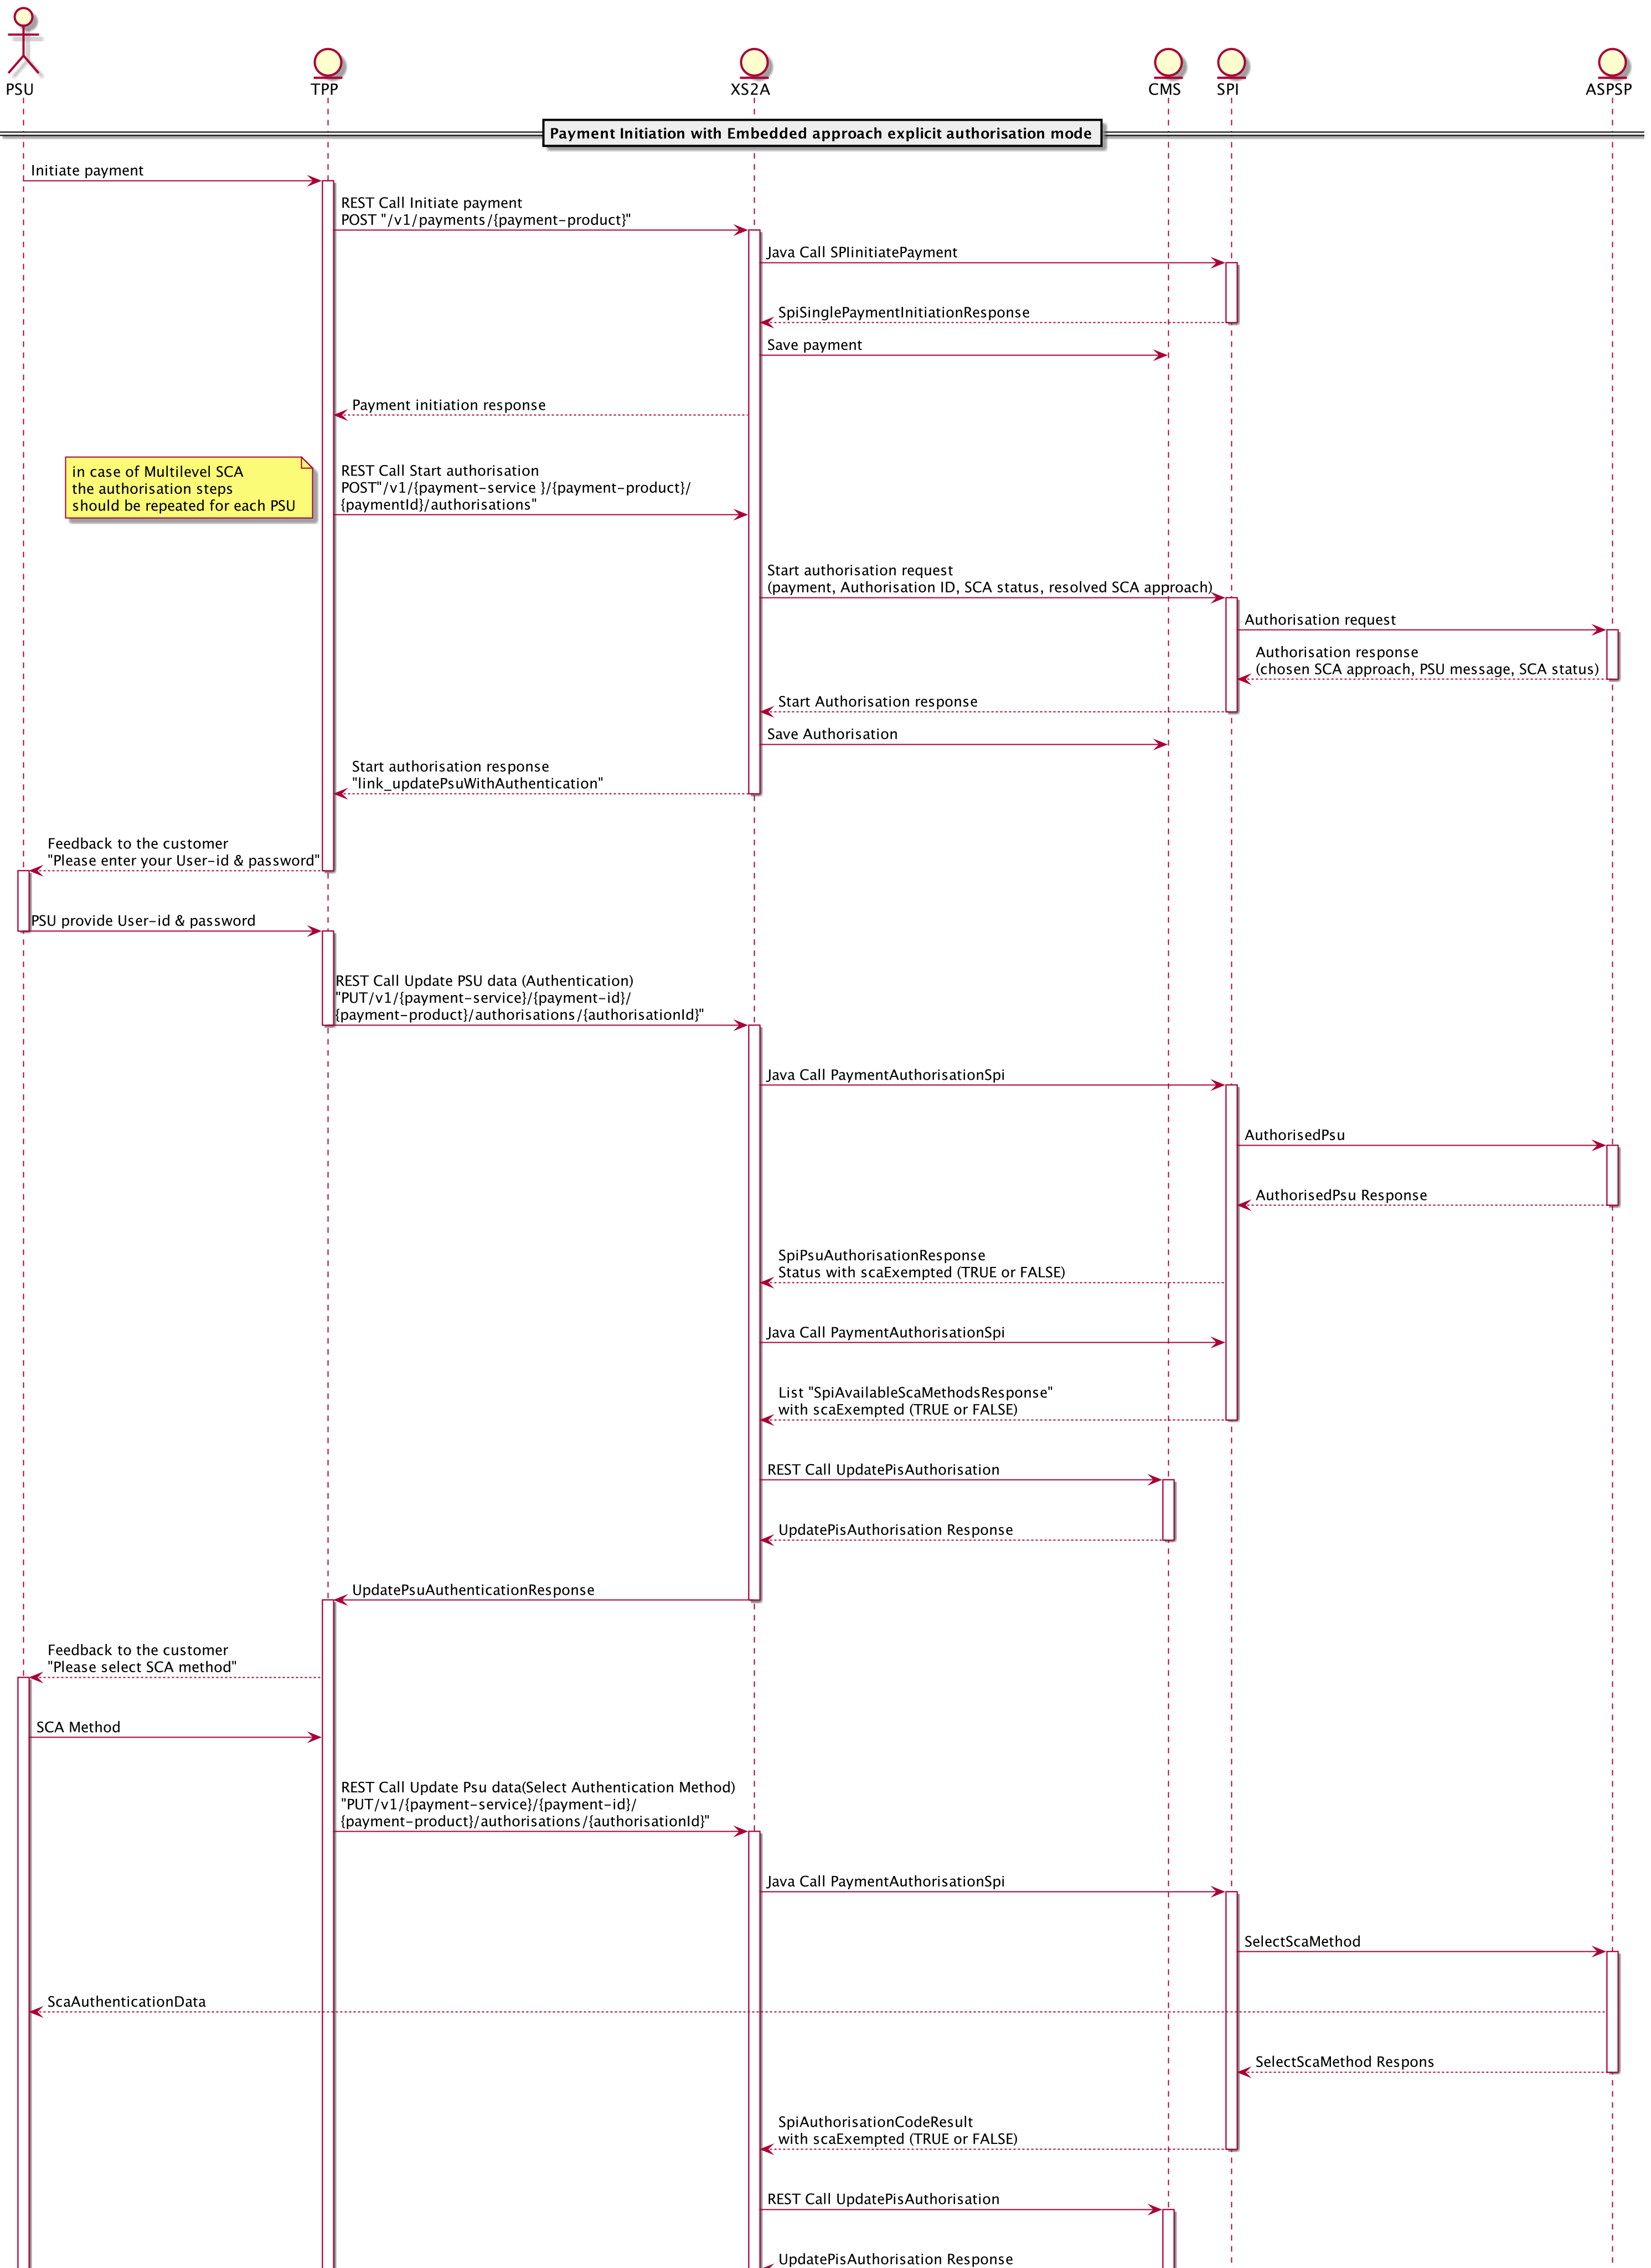 PSU
TPP
XS2A
CMS
SPI
ASPSP
Payment Initiation with Embedded approach explicit authorisation mode
Initiate payment
REST Call Initiate payment
POST "/v1/payments/{payment-product}"
Java Call SPIinitiatePayment
SpiSinglePaymentInitiationResponse
Save payment
Payment initiation response
in case of Multilevel SCA
the authorisation steps
should be repeated for each PSU
REST Call Start authorisation
POST"/v1/{payment-service }/{payment-product}/
{paymentId}/authorisations"
Start authorisation request
(payment, Authorisation ID, SCA status, resolved SCA approach)
Authorisation request
Authorisation response
(chosen SCA approach, PSU message, SCA status)
Start Authorisation response
Save Authorisation
Start authorisation response
"link_updatePsuWithAuthentication"
Feedback to the customer
"Please enter your User-id & password"
PSU provide User-id & password
REST Call Update PSU data (Authentication)
"PUT/v1/{payment-service}/{payment-id}/
{payment-product}/authorisations/{authorisationId}"
Java Call PaymentAuthorisationSpi
AuthorisedPsu
AuthorisedPsu Response
SpiPsuAuthorisationResponse
Status with scaExempted (TRUE or FALSE)
Java Call PaymentAuthorisationSpi
List "SpiAvailableScaMethodsResponse"
with scaExempted (TRUE or FALSE)
REST Call UpdatePisAuthorisation
UpdatePisAuthorisation Response
UpdatePsuAuthenticationResponse
Feedback to the customer
"Please select SCA method"
SCA Method
REST Call Update Psu data(Select Authentication Method)
"PUT/v1/{payment-service}/{payment-id}/
{payment-product}/authorisations/{authorisationId}"
Java Call PaymentAuthorisationSpi
SelectScaMethod
ScaAuthenticationData
SelectScaMethod Respons
SpiAuthorisationCodeResult
with scaExempted (TRUE or FALSE)
REST Call UpdatePisAuthorisation
UpdatePisAuthorisation Response